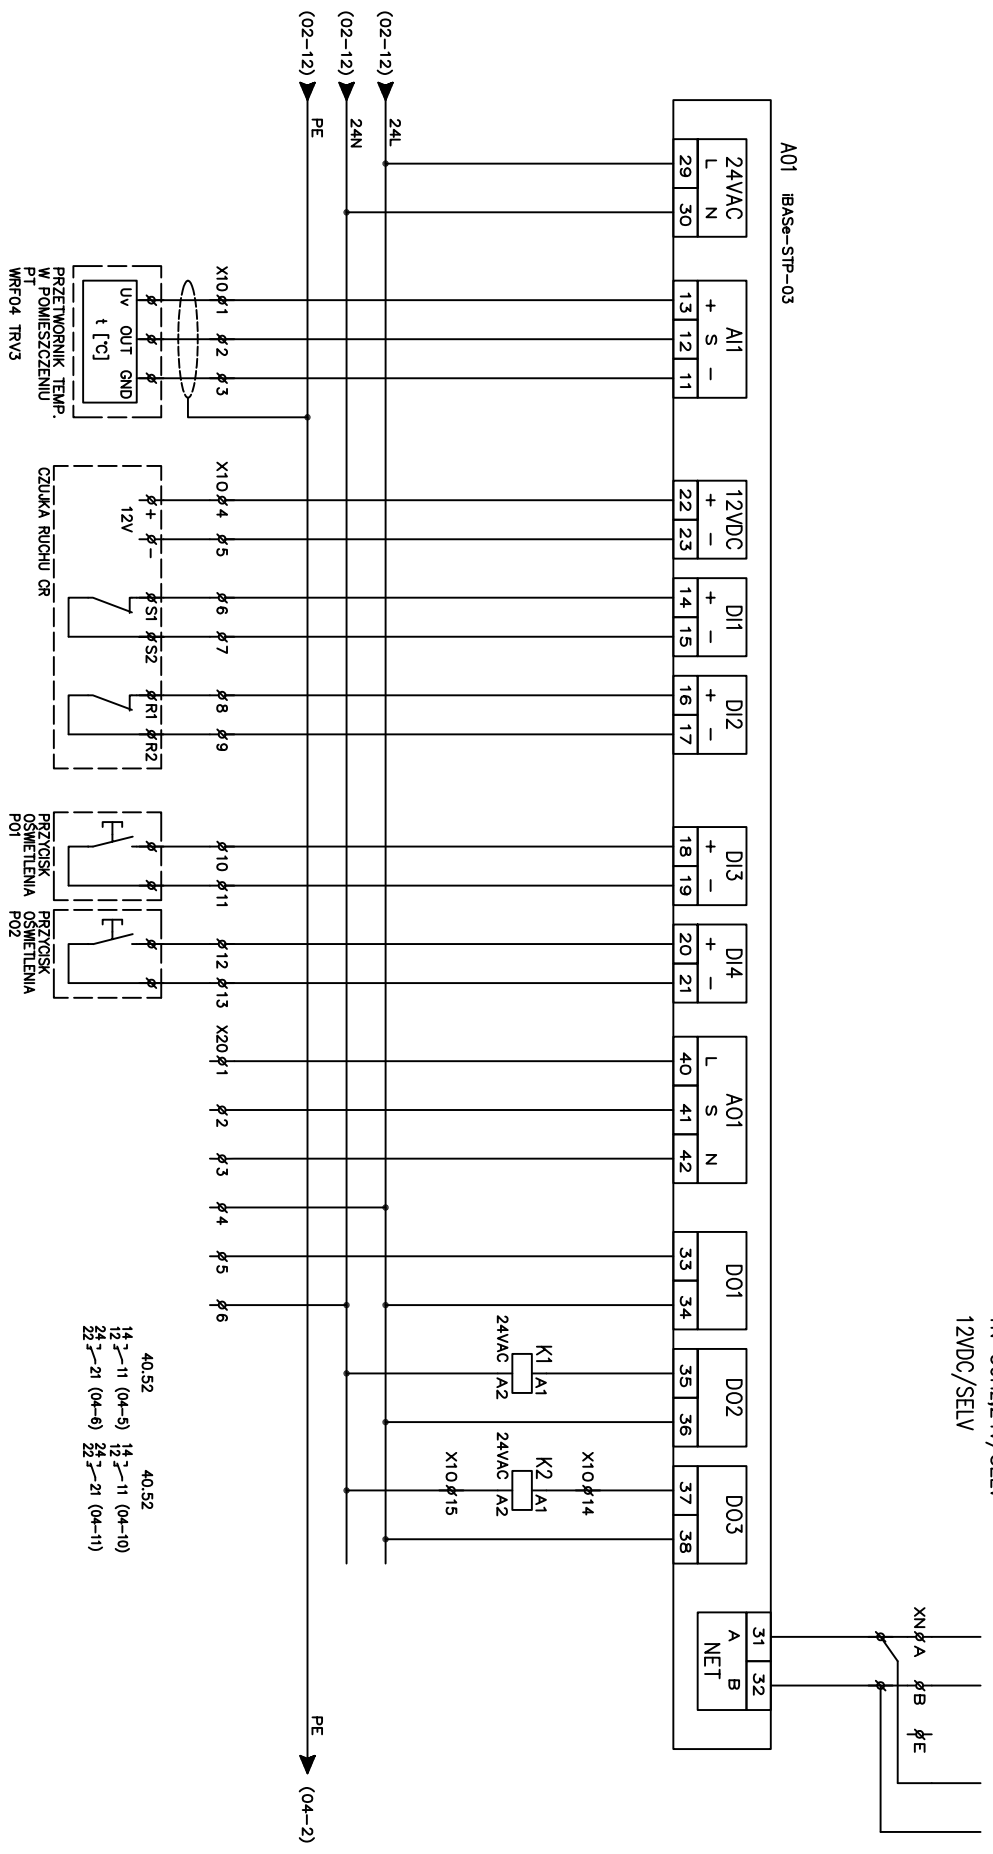 12VDC/SELV
A01 iBASe-STP-03
24VAC
L N
29 30
AI1
+ S -
13 12 11
12VDC
+ -
22 23
DI1
+ -
14 15
DI2
+ -
16 17
DI3
+ -
18 19
DI4
+ -
20 21
AO1
L S N
40 41 42
DO1
33 34
DO2
35 36
DO3
37 38
31 32
A B
NET
XN A B E
(02-12) 24L
(02-12) 24N
(02-12) PE
PE (04-2)
K1
A1
24VAC A2
X10 14
K2
A1
24VAC A2
X10 15
X10 1 2 3
X10 4 5 6 7 8 9
10 11 12 13
X20 1 2 3 4 5 6
Uv OUT GND
t [°C]
PRZETWORNIK TEMP.
W POMIESZCZENIU
PT
WRF04 TRV3
+ - S1 S2 R1 R2
12V
CZUJKA RUCHU CR
PRZYCISK
OŚWIETLENIA
PO1
PRZYCISK
OŚWIETLENIA
PO2
40.52
14
12 11 (04-5)
24
22 21 (04-6)
40.52
14
12 11 (04-10)
24
22 21 (04-11)